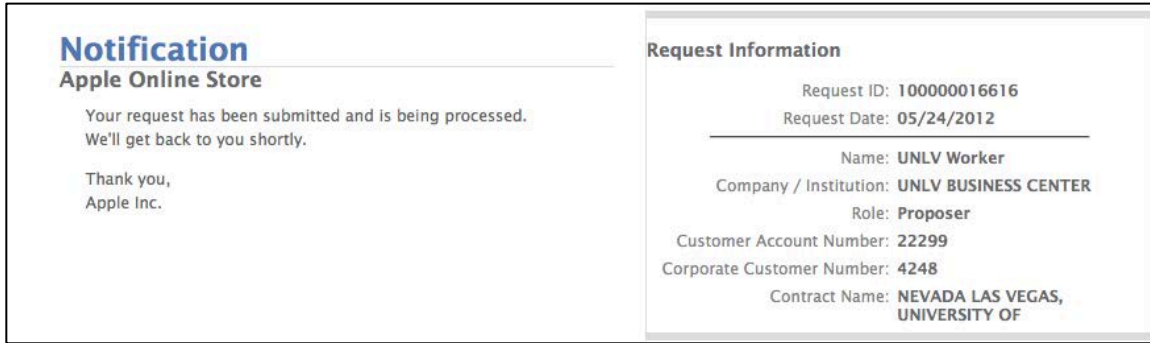 Notification
Apple Online Store
Your request has been submitted and is being processed.
We'll get back to you shortly.
Thank you,
Apple Inc.
Request Information
Request ID: 100000016616
Request Date: 05/24/2012
Name: UNLV Worker
Company / Institution: UNLV BUSINESS CENTER
Role: Proposer
Customer Account Number: 22299
Corporate Customer Number: 4248
Contract Name: NEVADA LAS VEGAS,
UNIVERSITY OF